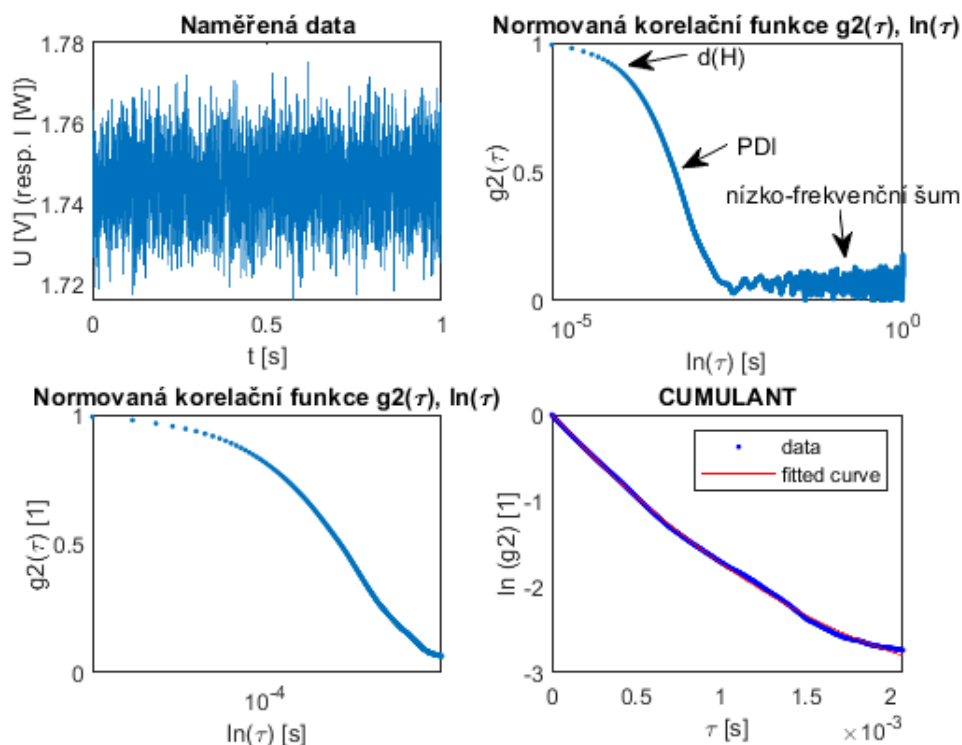 Naměřená data
1.78
1.76
1.74
1.72
U [V] (resp. I [W])
0
0.5
1
t [s]
Normovaná korelační funkce g2(τ), ln(τ)
1
0.5
0
g2(τ)
d(H)
PDI
nízko-frekvenční šum
10^-5
10^0
ln(τ) [s]
Normovaná korelační funkce g2(τ), ln(τ)
1
0.5
0
g2(τ) [1]
10^-4
ln(τ) [s]
CUMULANT
0
-1
-2
-3
ln (g2) [1]
data
fitted curve
0
0.5
1
1.5
2
τ [s]
×10^-3